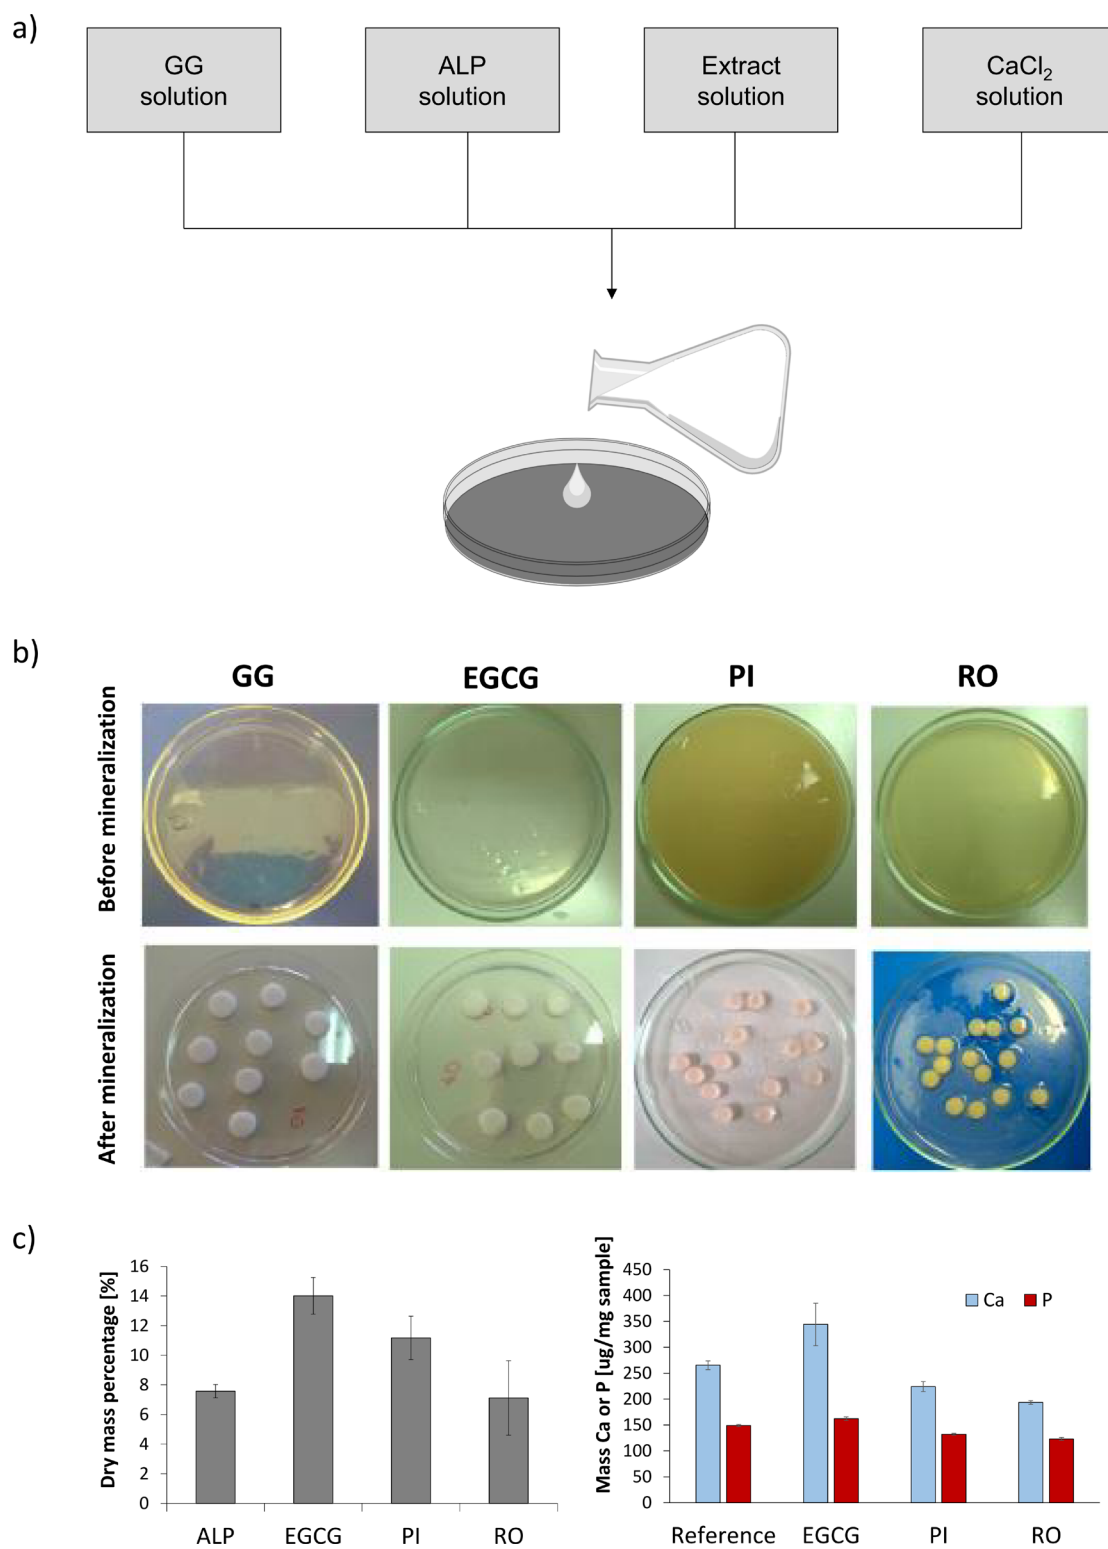 a)
GG
solution
ALP
solution
Extract
solution
CaCl₂
solution
b)
GG EGCG PI RO
Before mineralization
After mineralization
c)
Dry mass percentage [%]
16
14
12
10
8
6
4
2
0
ALP EGCG PI RO
Mass Ca or P [ug/mg sample]
450
400
350
300
250
200
150
100
50
0
Ca P
Reference EGCG PI RO